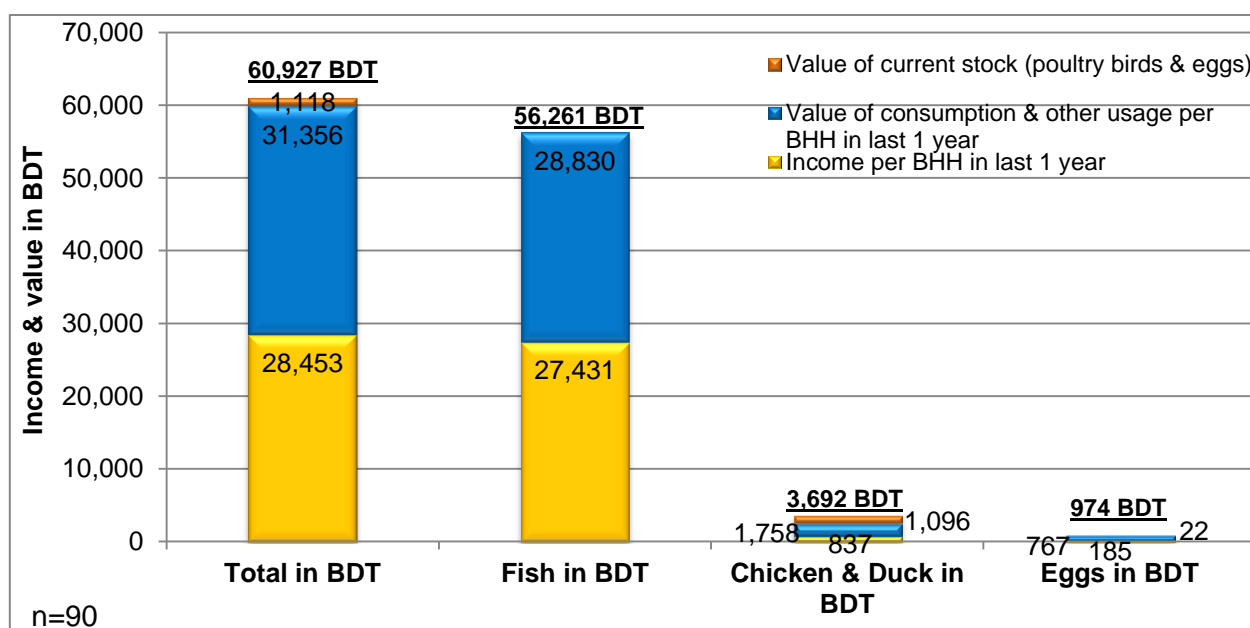 70,000
60,000
50,000
40,000
30,000
20,000
10,000
0
Income & value in BDT
60,927 BDT
1,118
31,356
28,453
56,261 BDT
28,830
27,431
3,692 BDT
1,096
1,758
837
974 BDT
22
767
185
Value of current stock (poultry birds & eggs)
Value of consumption & other usage per
BHH in last 1 year
Income per BHH in last 1 year
Total in BDT
Fish in BDT
Chicken & Duck in
BDT
Eggs in BDT
n=90